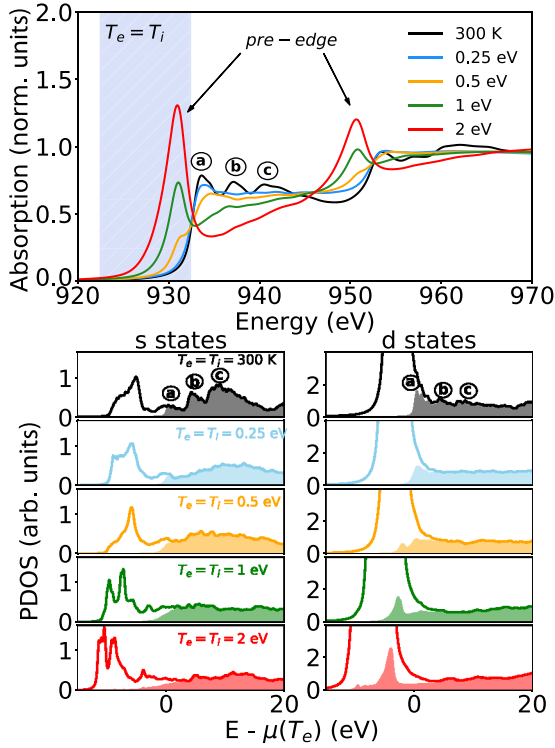 2.0
1.5
1.0
0.5
0.0
Absorption (norm. units)
T_e = T_i
pre − edge
300 K
0.25 eV
0.5 eV
1 eV
2 eV
a
b
c
920
930
940
950
960
970
Energy (eV)
s states
d states
PDOS (arb. units)
1
0
T_e = T_i = 300 K
a
b
c
2
0
a
b
c
1
0
T_e = T_i = 0.25 eV
2
0
1
0
T_e = T_i = 0.5 eV
2
0
1
0
T_e = T_i = 1 eV
2
0
1
0
T_e = T_i = 2 eV
2
0
0
20
0
20
E - μ(T_e) (eV)